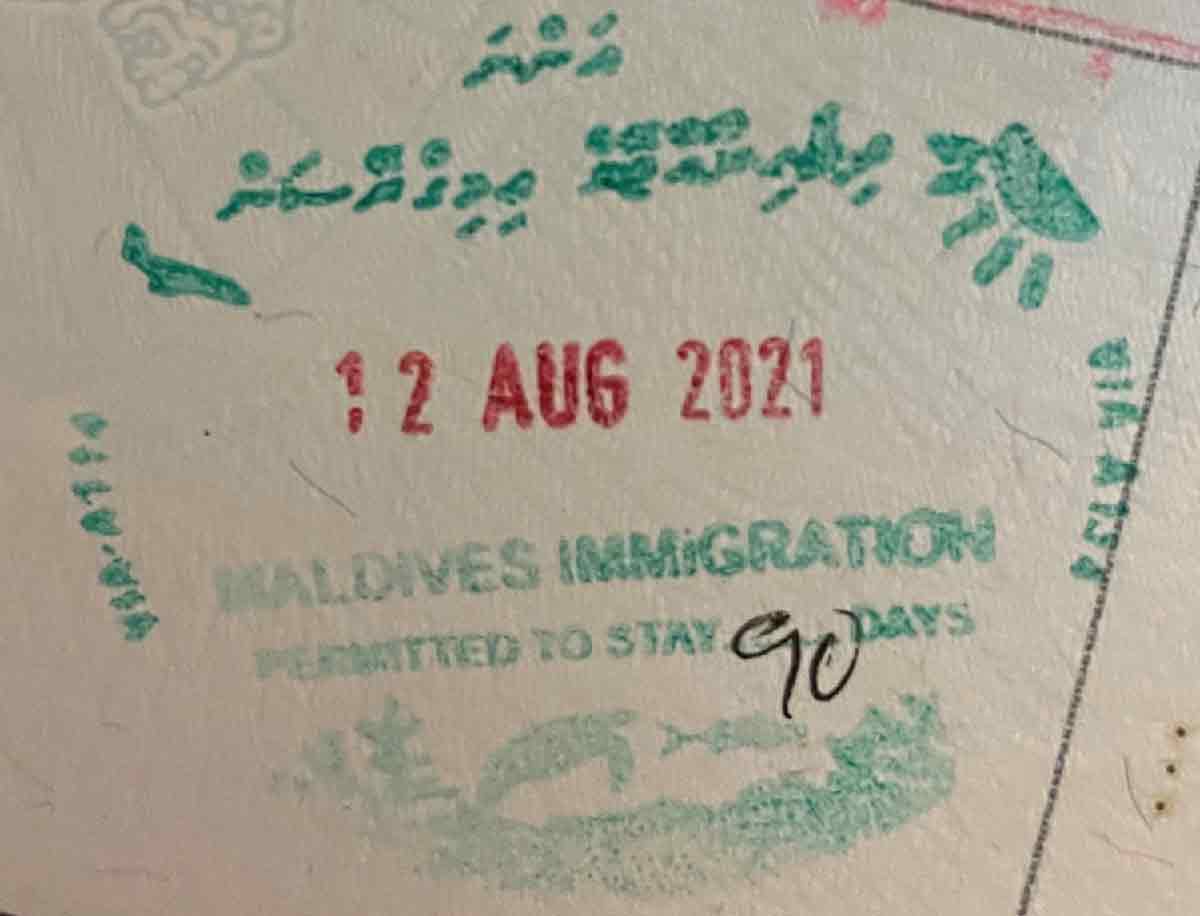 އަންނަ
އިމިގްރޭޝަން
12 AUG 2021
MALDIVES IMMIGRATION
PERMITTED TO STAY 90 DAYS